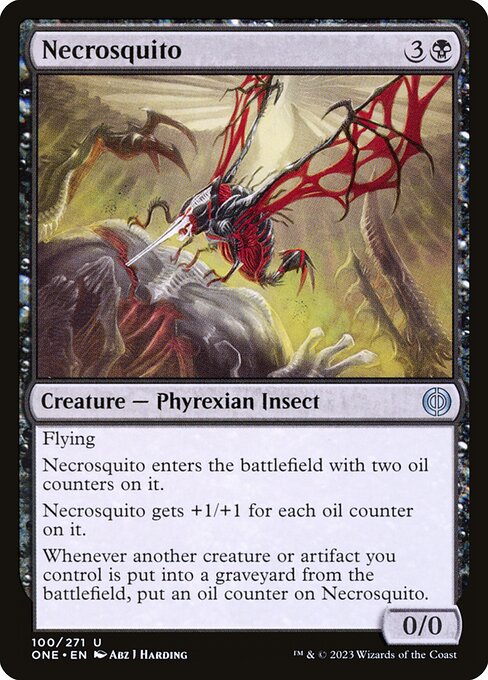 Necrosquito 3
Creature — Phyrexian Insect
Flying
Necrosquito enters the battlefield with two oil
counters on it.
Necrosquito gets +1/+1 for each oil counter
on it.
Whenever another creature or artifact you
control is put into a graveyard from the
battlefield, put an oil counter on Necrosquito.
0/0
100/271 U
ONE • EN Abz J Harding
™ & © 2023 Wizards of the Coast